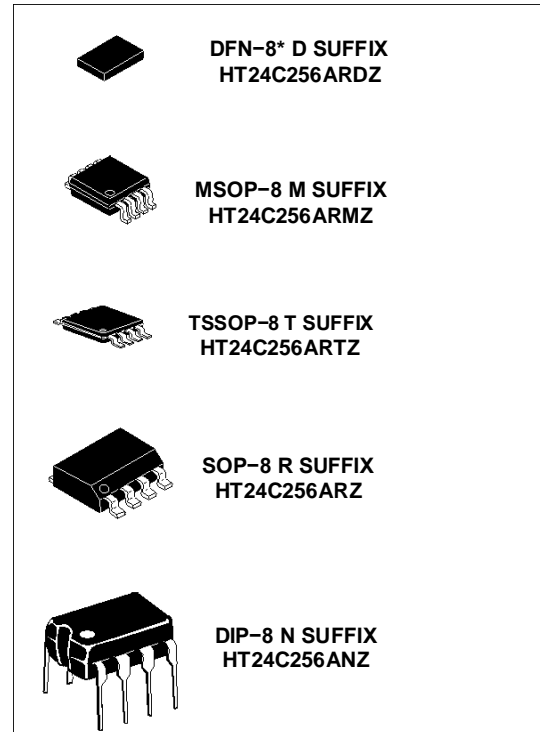 DFN−8* D SUFFIX
HT24C256ARDZ
MSOP−8 M SUFFIX
HT24C256ARMZ
TSSOP−8 T SUFFIX
HT24C256ARTZ
SOP−8 R SUFFIX
HT24C256ARZ
DIP−8 N SUFFIX
HT24C256ANZ